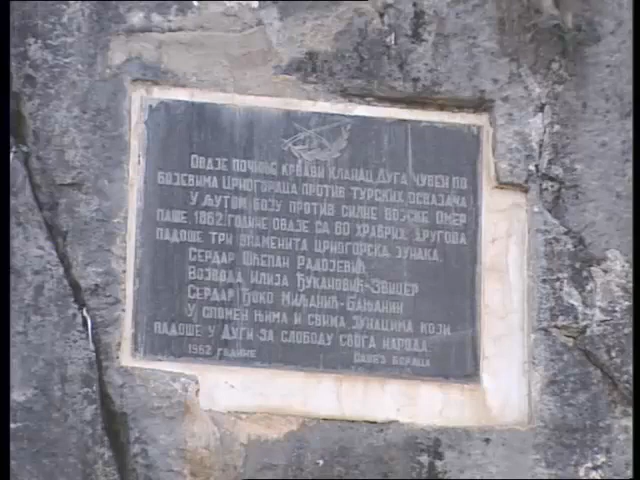 Овдје почиње крвави кланац Дуга чувен по
бојевима Црногораца против турских освајача
У љутом боју против силне војске Омер
паше 1862 године овдје са 60 храбрих другова
падоше три знаменита црногорска јунака.
Сердар Шћепан Радојевић
Војвода Илија Ђукановић-Звицер
Сердар Ђоко Миљанић-Бањанин
У спомен њима и свима јунацима који
падоше у Дуги за слободу свога народа.
1962 године Савез бораца